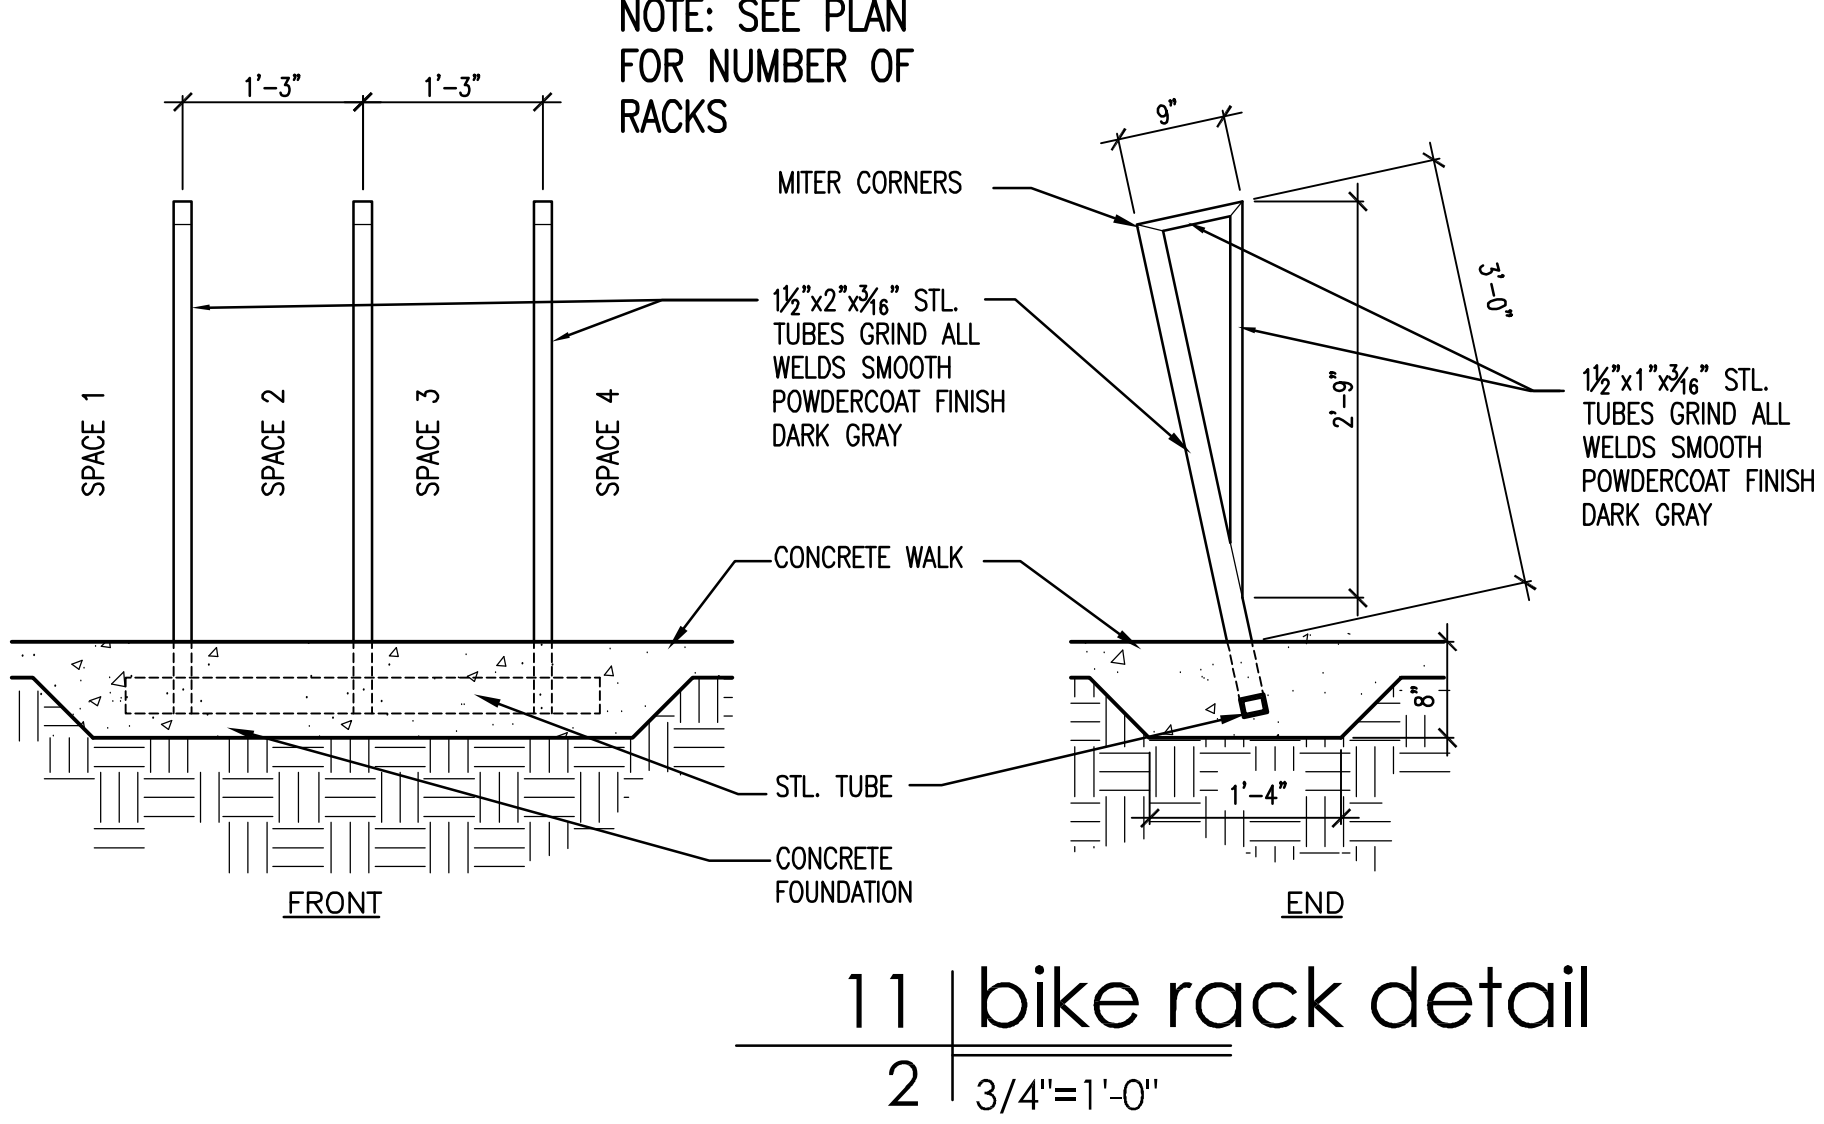 NOTE: SEE PLAN
FOR NUMBER OF
RACKS
1'-3"
1'-3"
9"
MITER CORNERS
3'-0"
1½"x2"x3/16" STL.
TUBES GRIND ALL
WELDS SMOOTH
POWDERCOAT FINISH
DARK GRAY
2'-9"
1½"x1"x3/16" STL.
TUBES GRIND ALL
WELDS SMOOTH
POWDERCOAT FINISH
DARK GRAY
SPACE 1
SPACE 2
SPACE 3
SPACE 4
CONCRETE WALK
8"
STL. TUBE
1'-4"
CONCRETE
FOUNDATION
FRONT
END
11
bike rack detail
2
3/4"=1'-0"